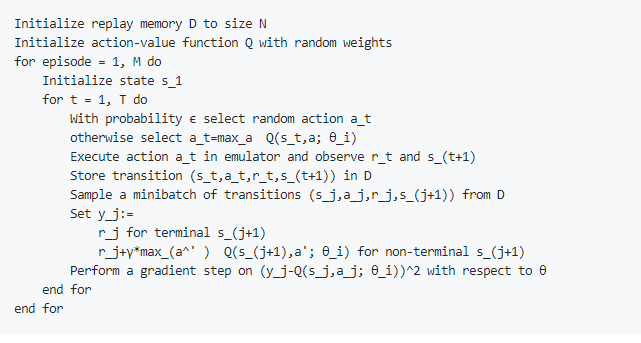 Initialize replay memory D to size N
Initialize action-value function Q with random weights
for episode = 1, M do
Initialize state s_1
for t = 1, T do
With probability ϵ select random action a_t
otherwise select a_t=max_a  Q(s_t,a; θ_i)
Execute action a_t in emulator and observe r_t and s_(t+1)
Store transition (s_t,a_t,r_t,s_(t+1)) in D
Sample a minibatch of transitions (s_j,a_j,r_j,s_(j+1)) from D
Set y_j:=
r_j for terminal s_(j+1)
r_j+γ*max_(a^' )  Q(s_(j+1),a'; θ_i) for non-terminal s_(j+1)
Perform a gradient step on (y_j-Q(s_j,a_j; θ_i))^2 with respect to θ
end for
end for